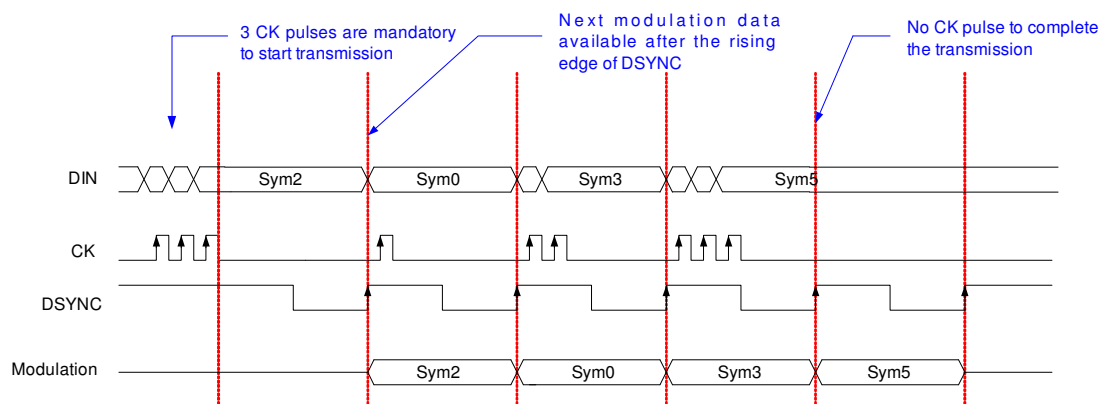 3 CK pulses are mandatory
to start transmission
Next modulation data
available after the rising
edge of DSYNC
No CK pulse to complete
the transmission
DIN
Sym2
Sym0
Sym3
Sym5
CK
DSYNC
Modulation
Sym2
Sym0
Sym3
Sym5